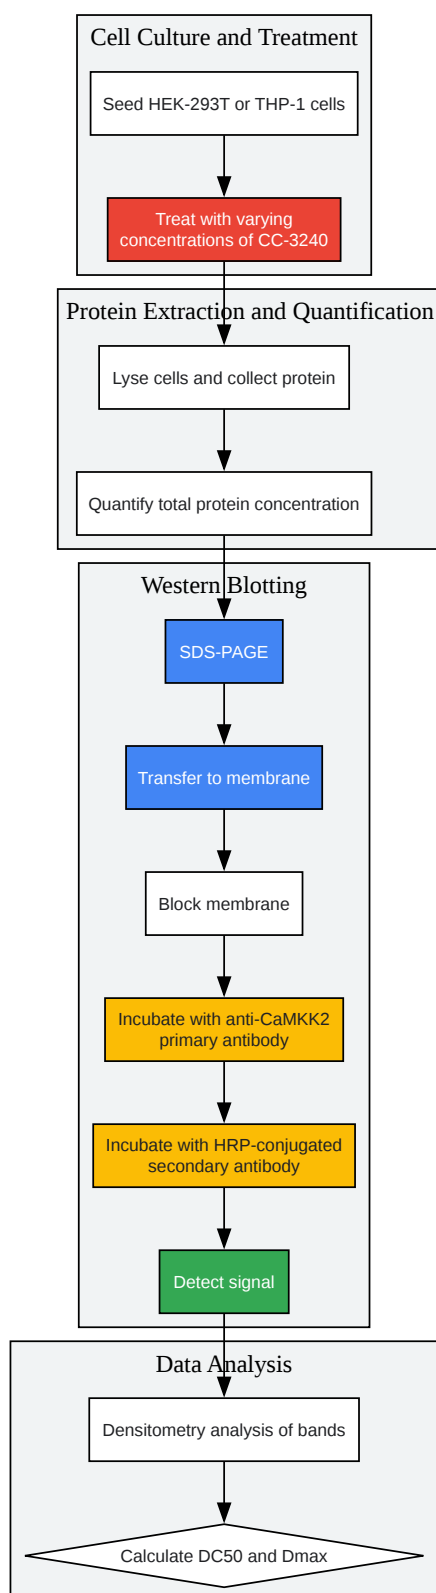 Cell Culture and Treatment
Seed HEK-293T or THP-1 cells
Treat with varying
concentrations of CC-3240
Protein Extraction and Quantification
Lyse cells and collect protein
Quantify total protein concentration
Western Blotting
SDS-PAGE
Transfer to membrane
Block membrane
Incubate with anti-CaMKK2
primary antibody
Incubate with HRP-conjugated
secondary antibody
Detect signal
Data Analysis
Densitometry analysis of bands
Calculate DC50 and Dmax